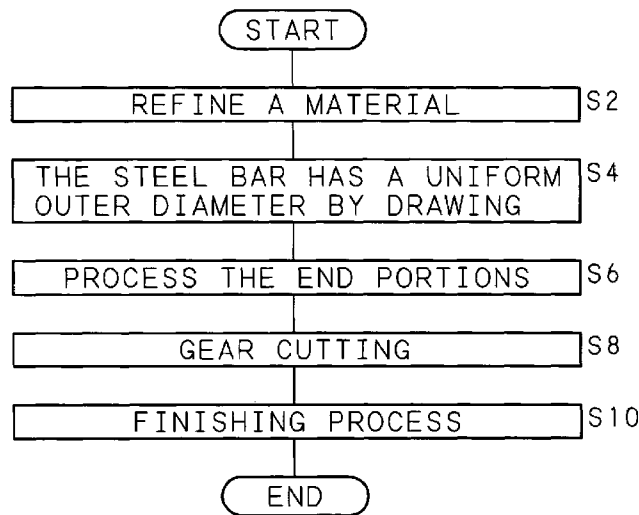 START
REFINE A MATERIAL S2
THE STEEL BAR HAS A UNIFORM S4
OUTER DIAMETER BY DRAWING
PROCESS THE END PORTIONS S6
GEAR CUTTING S8
FINISHING PROCESS S10
END